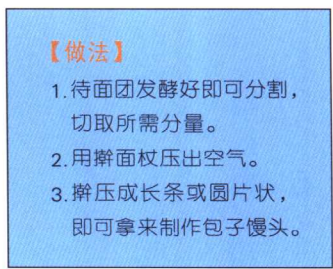 【做法】
1.待面团发酵好即可分割，
切取所需分量。
2.用擀面杖压出空气。
3.擀压成长条或圆片状，
即可拿来制作包子馒头。